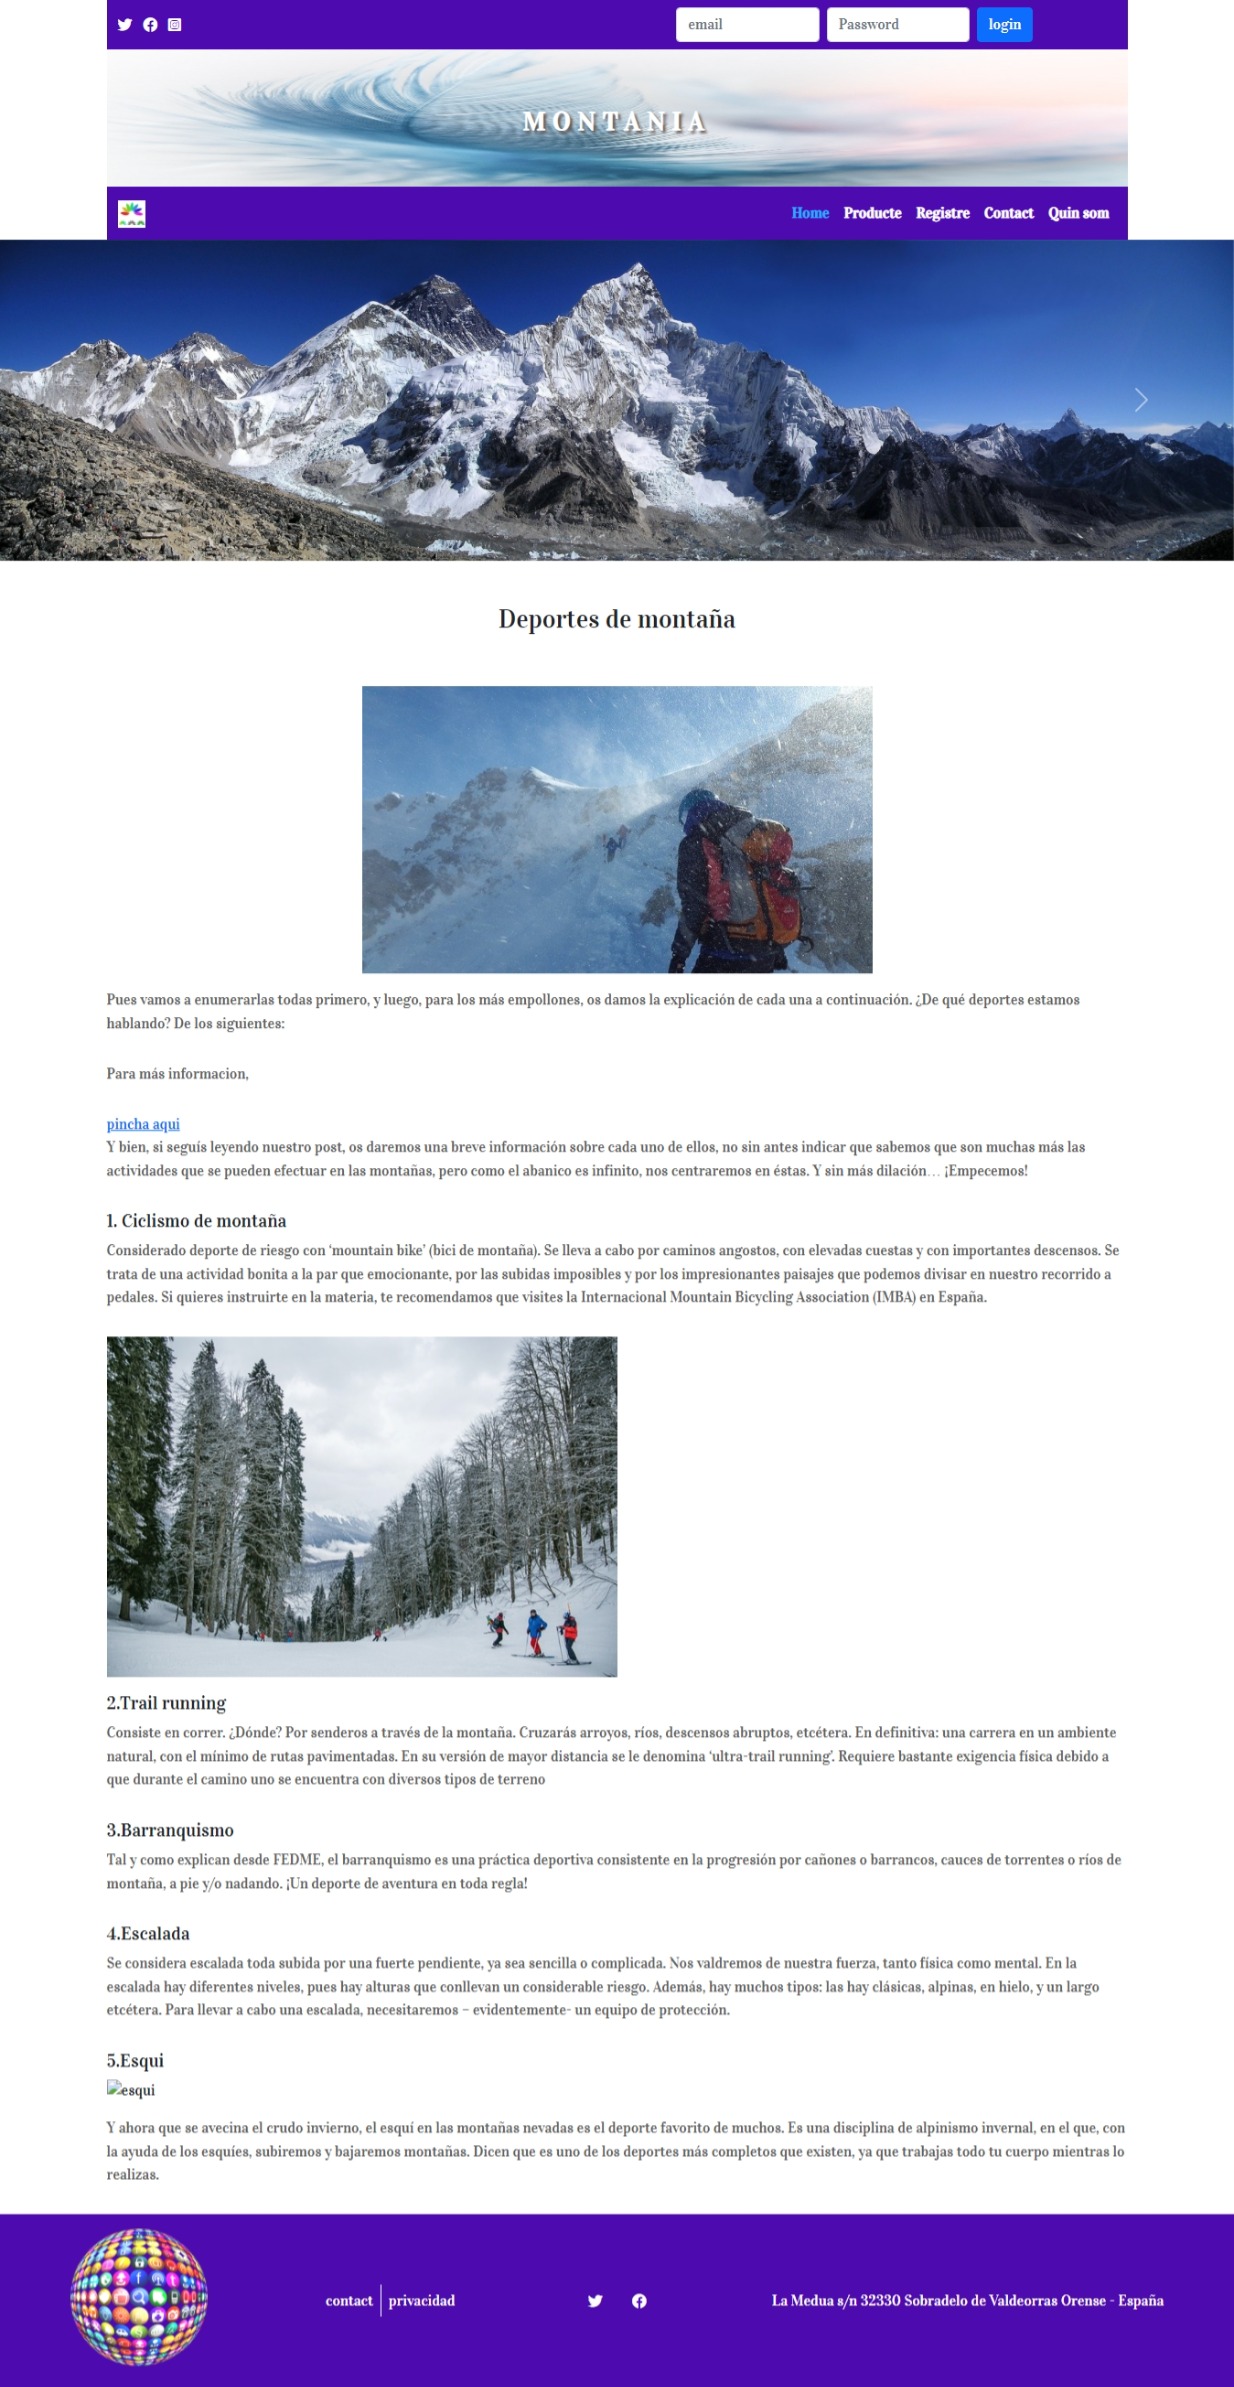 email
Password
login
MONTANIA
Home Producte Registre Contact Quin som
Deportes de montaña
Pues vamos a enumerarlas todas primero, y luego, para los más empollones, os damos la explicación de cada una a continuación. ¿De qué deportes estamos
hablando? De los siguientes:
Para más informacion,
pincha aqui
Y bien, si seguís leyendo nuestro post, os daremos una breve información sobre cada uno de ellos, no sin antes indicar que sabemos que son muchas más las
actividades que se pueden efectuar en las montañas, pero como el abanico es infinito, nos centraremos en éstas. Y sin más dilación… ¡Empecemos!
1. Ciclismo de montaña
Considerado deporte de riesgo con ‘mountain bike’ (bici de montaña). Se lleva a cabo por caminos angostos, con elevadas cuestas y con importantes descensos. Se
trata de una actividad bonita a la par que emocionante, por las subidas imposibles y por los impresionantes paisajes que podemos divisar en nuestro recorrido a
pedales. Si quieres instruirte en la materia, te recomendamos que visites la Internacional Mountain Bicycling Association (IMBA) en España.
2.Trail running
Consiste en correr. ¿Dónde? Por senderos a través de la montaña. Cruzarás arroyos, ríos, descensos abruptos, etcétera. En definitiva: una carrera en un ambiente
natural, con el mínimo de rutas pavimentadas. En su versión de mayor distancia se le denomina ‘ultra-trail running’. Requiere bastante exigencia física debido a
que durante el camino uno se encuentra con diversos tipos de terreno
3.Barranquismo
Tal y como explican desde FEDME, el barranquismo es una práctica deportiva consistente en la progresión por cañones o barrancos, cauces de torrentes o ríos de
montaña, a pie y/o nadando. ¡Un deporte de aventura en toda regla!
4.Escalada
Se considera escalada toda subida por una fuerte pendiente, ya sea sencilla o complicada. Nos valdremos de nuestra fuerza, tanto física como mental. En la
escalada hay diferentes niveles, pues hay alturas que conllevan un considerable riesgo. Además, hay muchos tipos: las hay clásicas, alpinas, en hielo, y un largo
etcétera. Para llevar a cabo una escalada, necesitaremos – evidentemente- un equipo de protección.
5.Esqui
esqui
Y ahora que se avecina el crudo invierno, el esquí en las montañas nevadas es el deporte favorito de muchos. Es una disciplina de alpinismo invernal, en el que, con
la ayuda de los esquíes, subiremos y bajaremos montañas. Dicen que es uno de los deportes más completos que existen, ya que trabajas todo tu cuerpo mientras lo
realizas.
contact privacidad
La Medua s/n 32330 Sobradelo de Valdeorras Orense - España